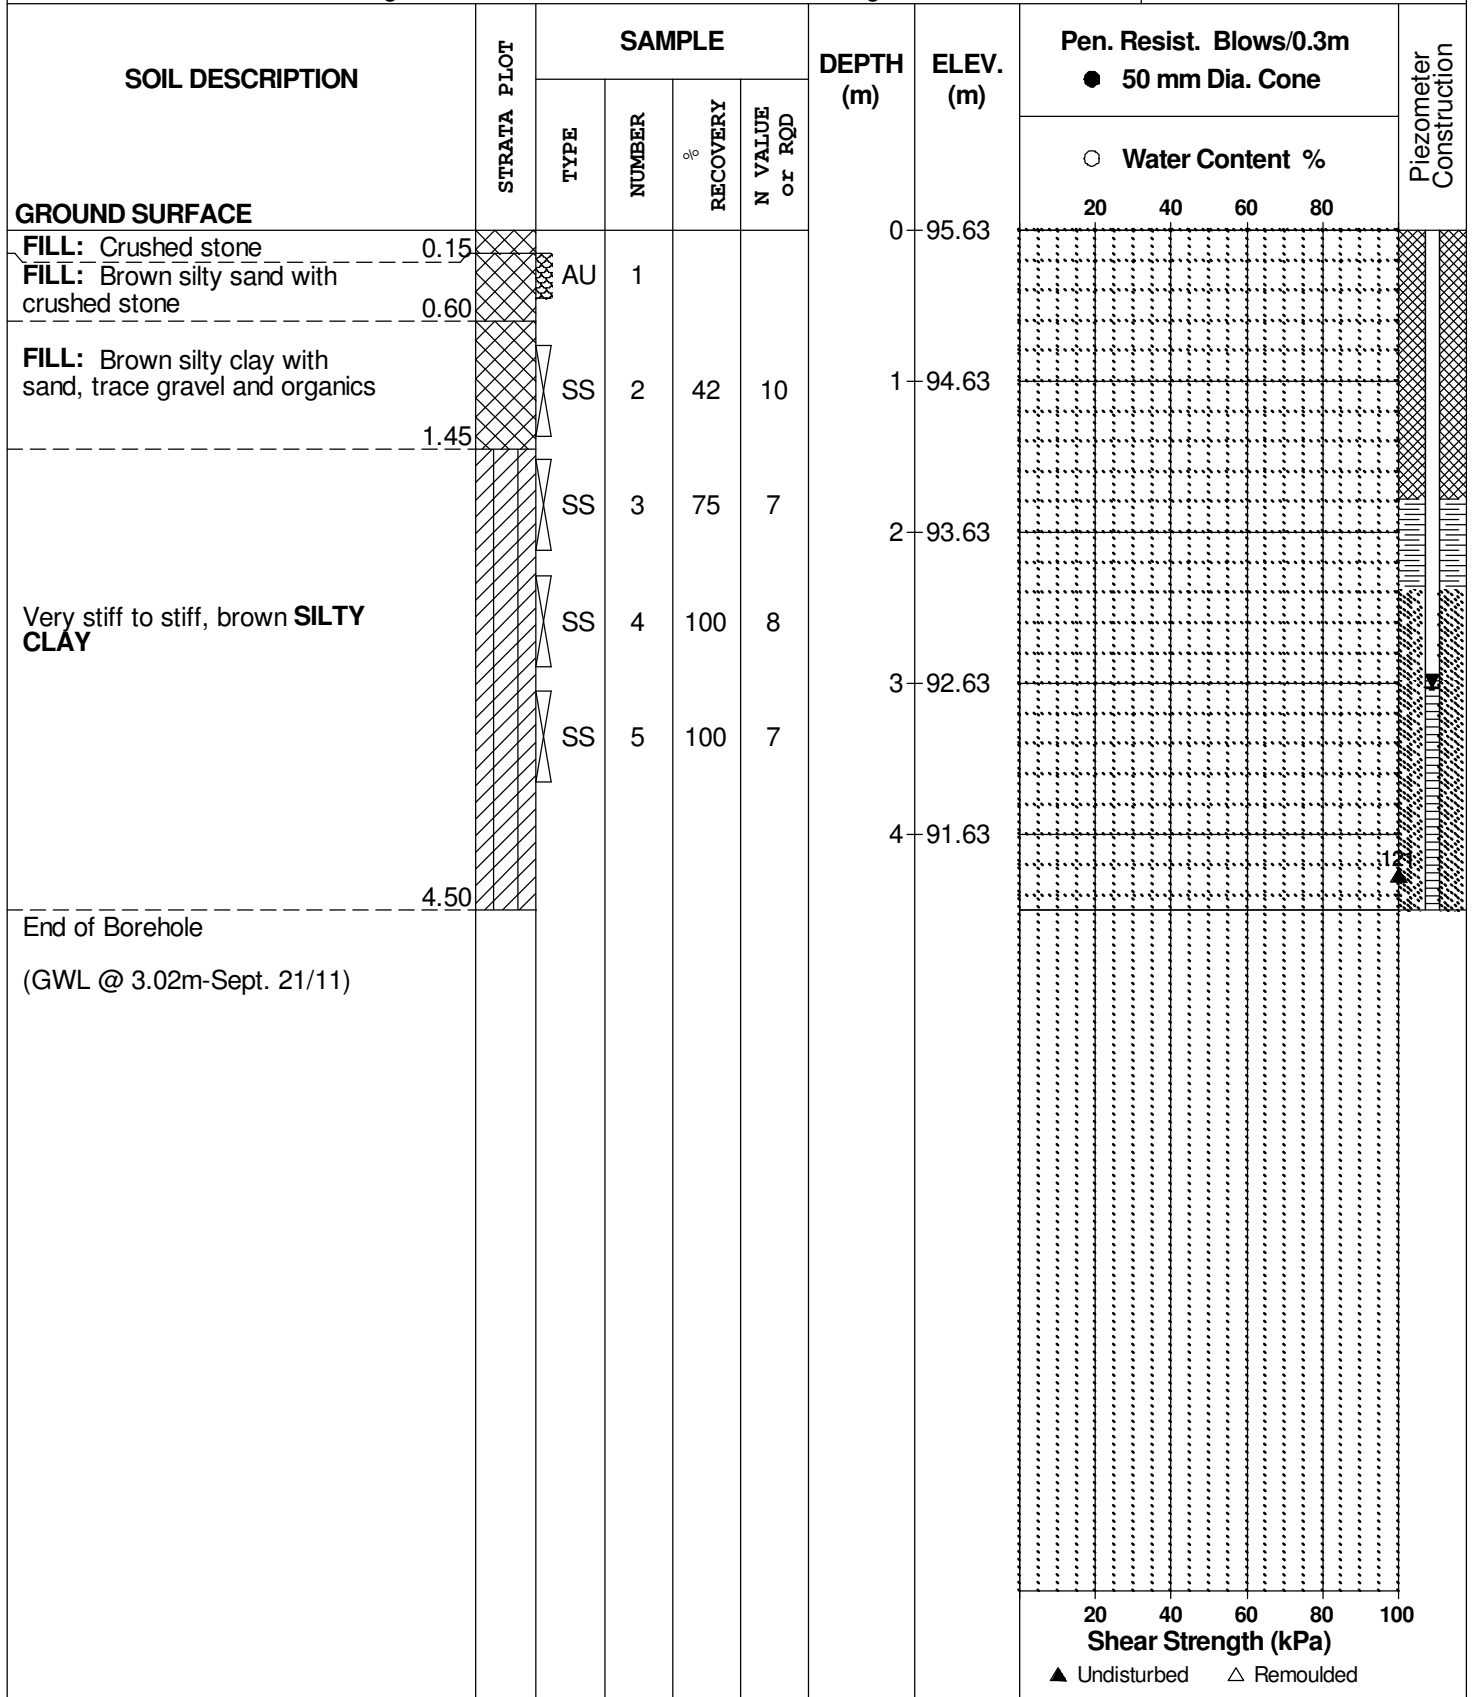 SOIL DESCRIPTION
STRATA PLOT
SAMPLE
TYPE
NUMBER
% RECOVERY
N VALUE or RQD
DEPTH (m)
ELEV. (m)
Pen. Resist. Blows/0.3m
● 50 mm Dia. Cone
○ Water Content %
Piezometer Construction
20 40 60 80
GROUND SURFACE
0 95.63
FILL: Crushed stone 0.15
FILL: Brown silty sand with
crushed stone 0.60
AU 1
FILL: Brown silty clay with
sand, trace gravel and organics
1.45
SS 2 42 10
1 94.63
SS 3 75 7
2 93.63
Very stiff to stiff, brown SILTY
CLAY
SS 4 100 8
3 92.63
SS 5 100 7
4 91.63
121
4.50
End of Borehole
(GWL @ 3.02m-Sept. 21/11)
20 40 60 80 100
Shear Strength (kPa)
▲ Undisturbed △ Remoulded